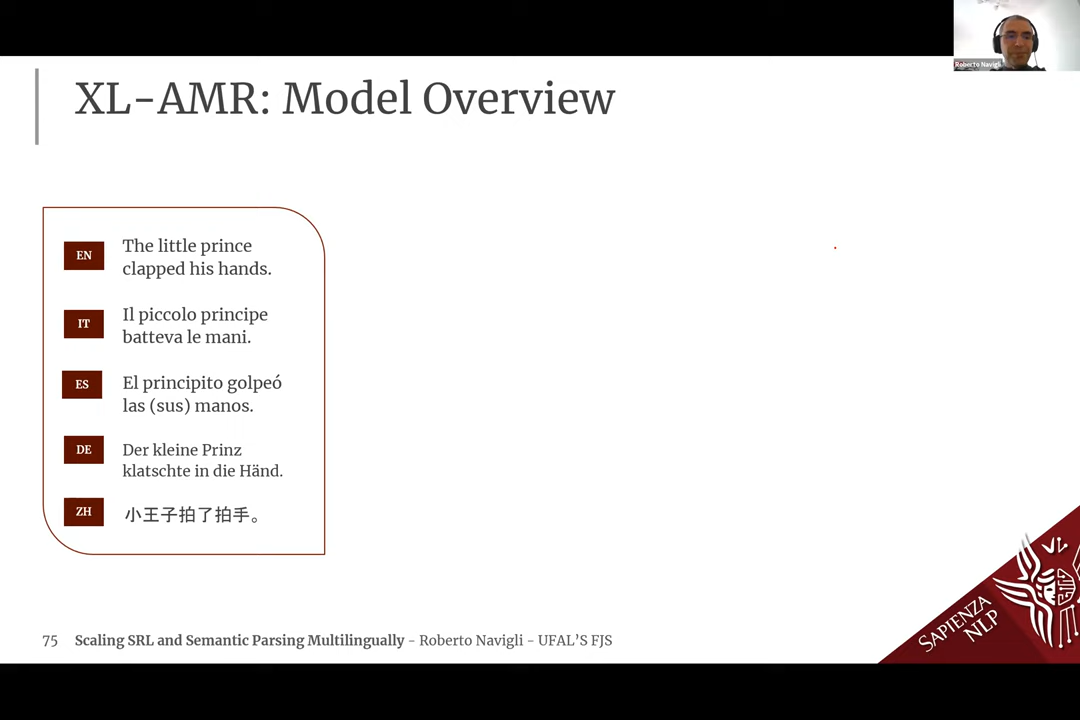 Roberto Navigli
XL-AMR: Model Overview
EN
The little prince
clapped his hands.
IT
Il piccolo principe
batteva le mani.
ES
El principito golpeó
las (sus) manos.
DE
Der kleine Prinz
klatschte in die Händ.
ZH
小王子拍了拍手。
75 Scaling SRL and Semantic Parsing Multilingually - Roberto Navigli - UFAL'S FJS
SAPIENZA
NLP